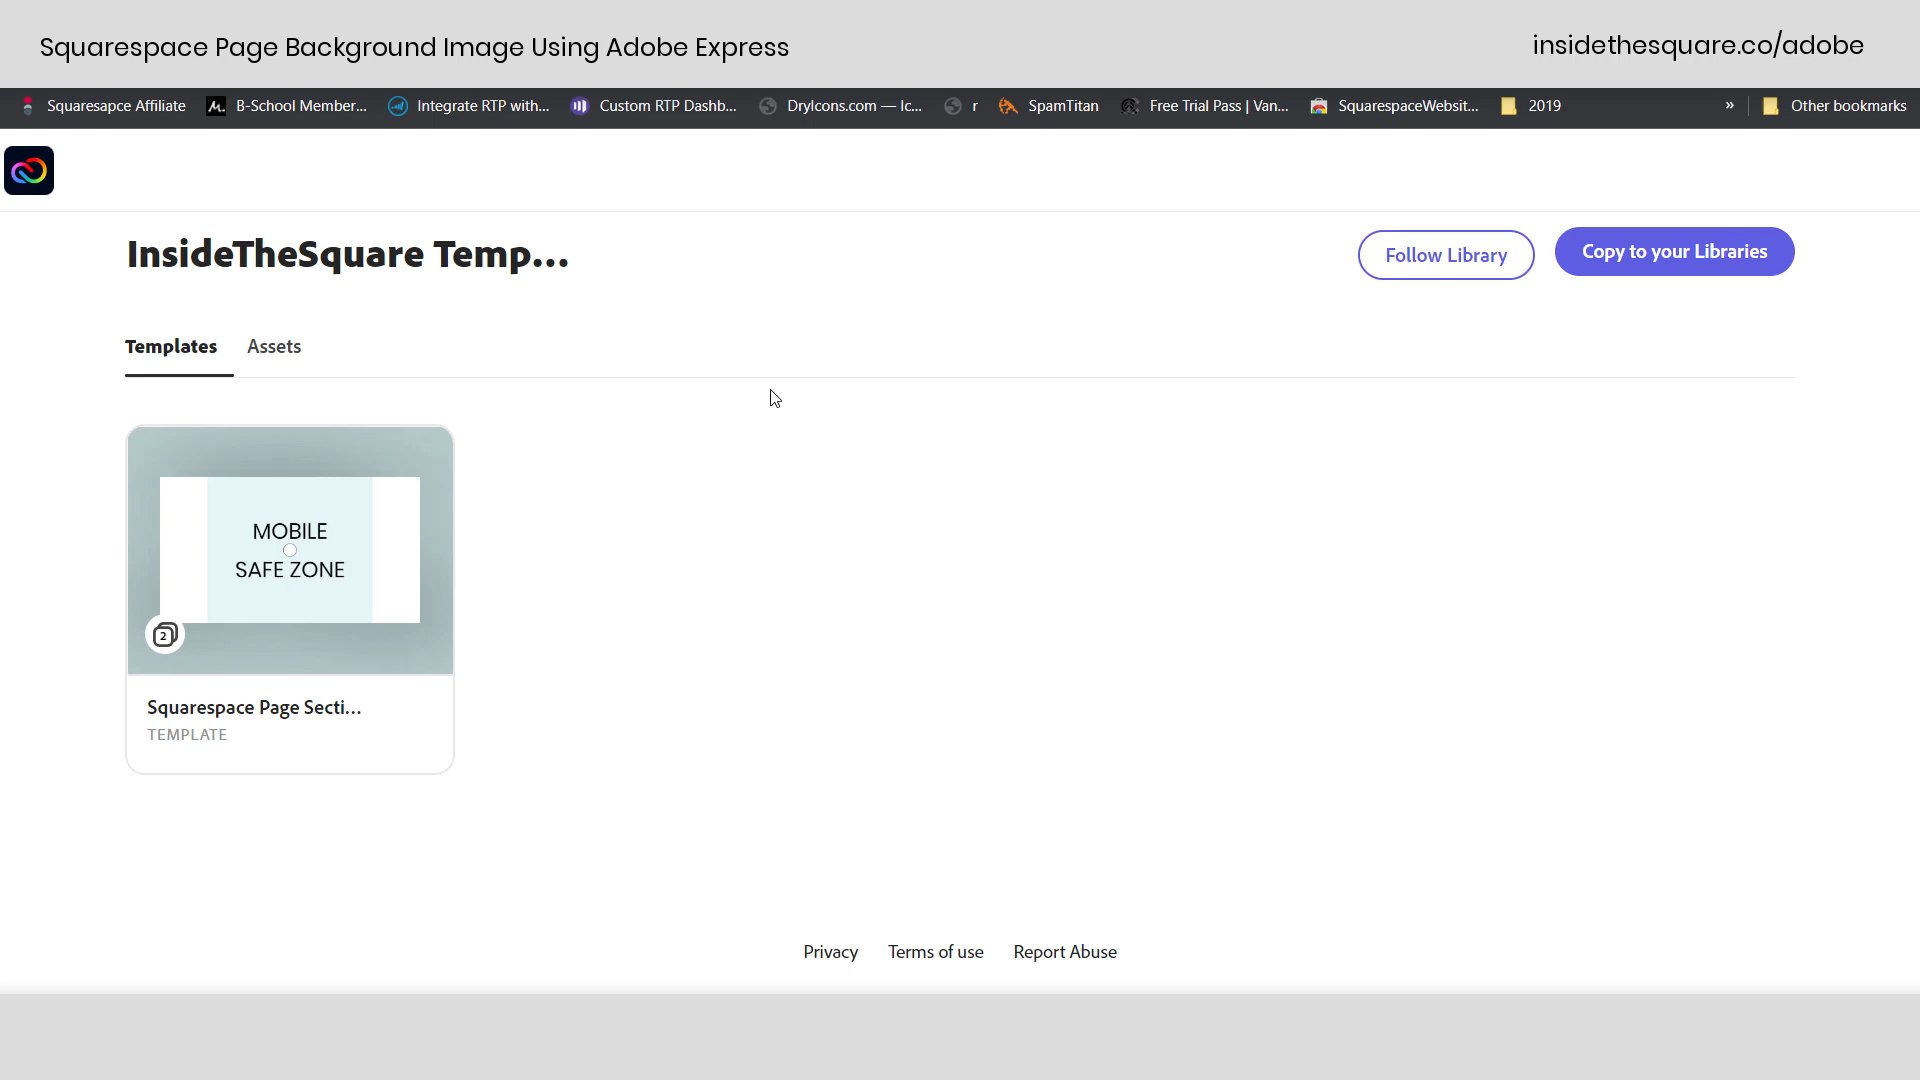 Squarespace Page Background Image Using Adobe Express
insidethesquare.co/adobe
Squaresapce Affiliate
B-School Member...
Integrate RTP with...
Custom RTP Dashb...
DryIcons.com — Ic...
r
SpamTitan
Free Trial Pass | Van...
SquarespaceWebsit...
2019
»
Other bookmarks
InsideTheSquare Temp...
Follow Library
Copy to your Libraries
Templates
Assets
MOBILE
SAFE ZONE
2
Squarespace Page Secti...
TEMPLATE
Privacy
Terms of use
Report Abuse